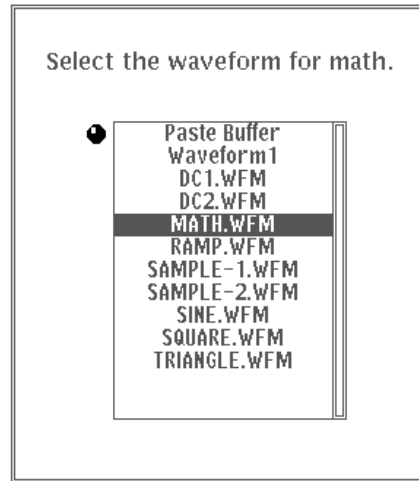 Select the waveform for math.
Paste Buffer
Waveform1
DC1.WFM
DC2.WFM
MATH.WFM
RAMP.WFM
SAMPLE-1.WFM
SAMPLE-2.WFM
SINE.WFM
SQUARE.WFM
TRIANGLE.WFM